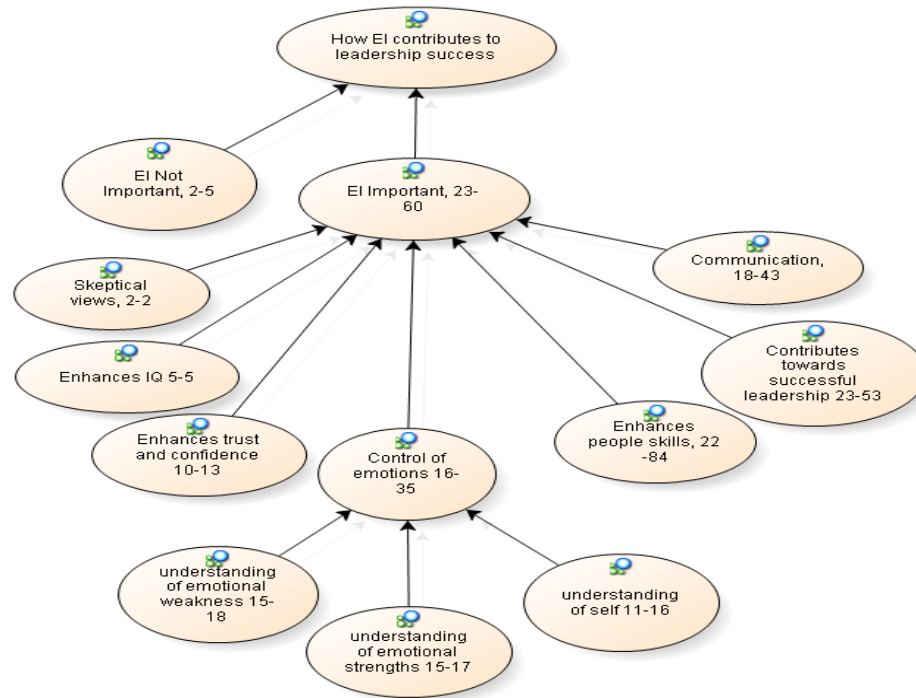 How EI contributes to
leadership success
EI Not
Important, 2-5
EI Important, 23-
60
Communication,
18-43
Skeptical
views, 2-2
Contributes
towards
successful
leadership 23-53
Enhances IQ 5-5
Enhances trust
and confidence
10-13
Control of
emotions 16-
35
Enhances
people skills, 22
-84
understanding
of emotional
weakness 15-
18
understanding
of emotional
strengths 15-17
understanding
of self 11-16